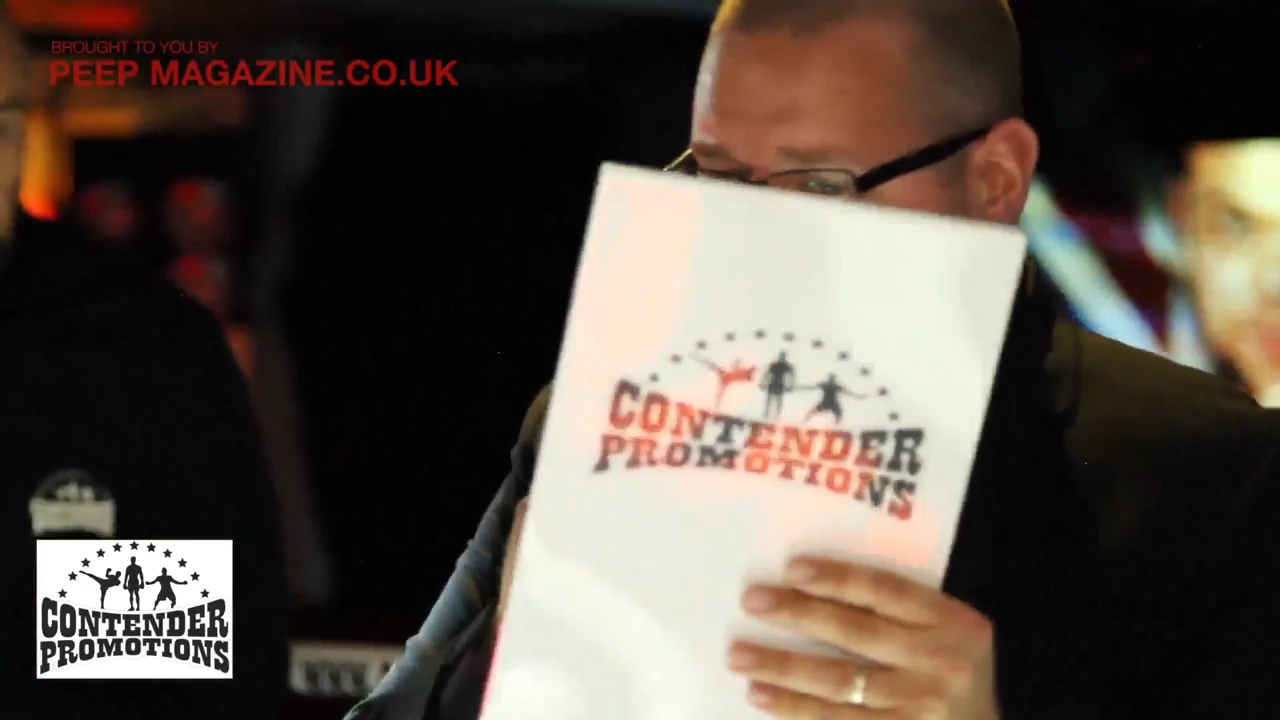 BROUGHT TO YOU BY
PEEP MAGAZINE.CO.UK
CONTENDER
PROMOTIONS
CONTENDER
PROMOTIONS